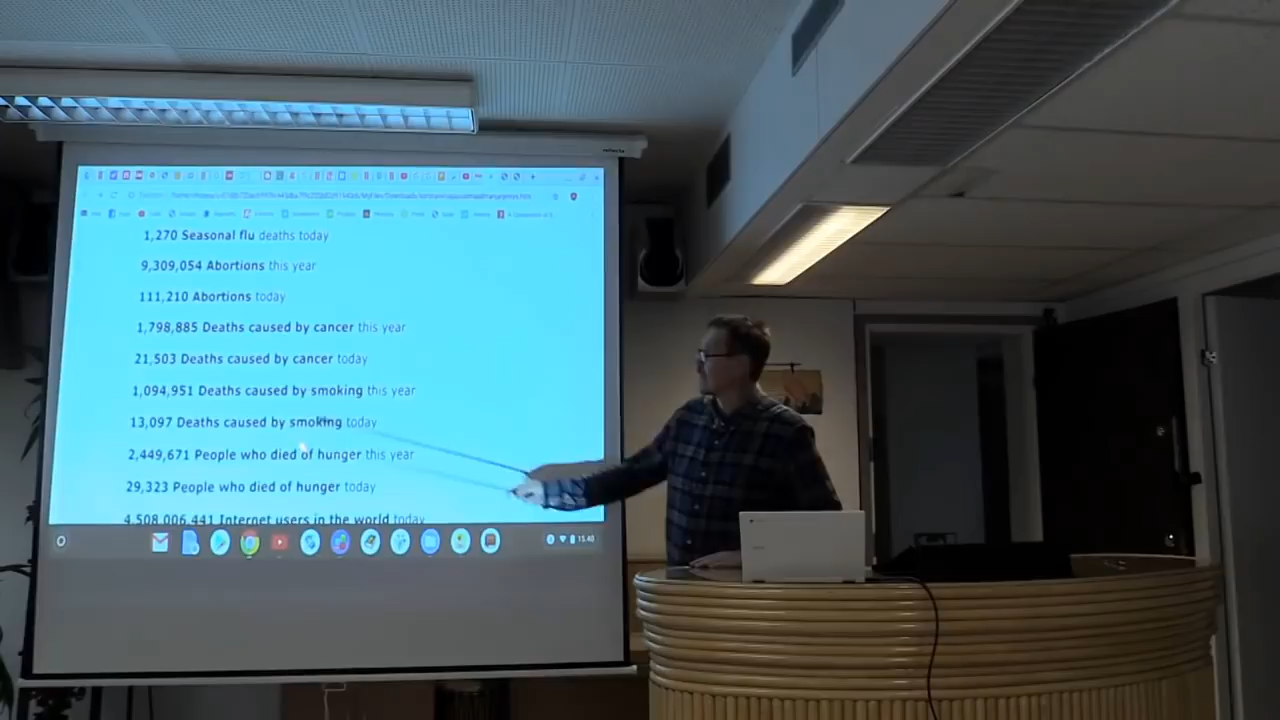 reflecta
1,270 Seasonal flu deaths today
9,309,054 Abortions this year
111,210 Abortions today
1,798,885 Deaths caused by cancer this year
21,503 Deaths caused by cancer today
1,094,951 Deaths caused by smoking this year
13,097 Deaths caused by smoking today
2,449,671 People who died of hunger this year
29,323 People who died of hunger today
4,508,006,441 Internet users in the world today
15.40